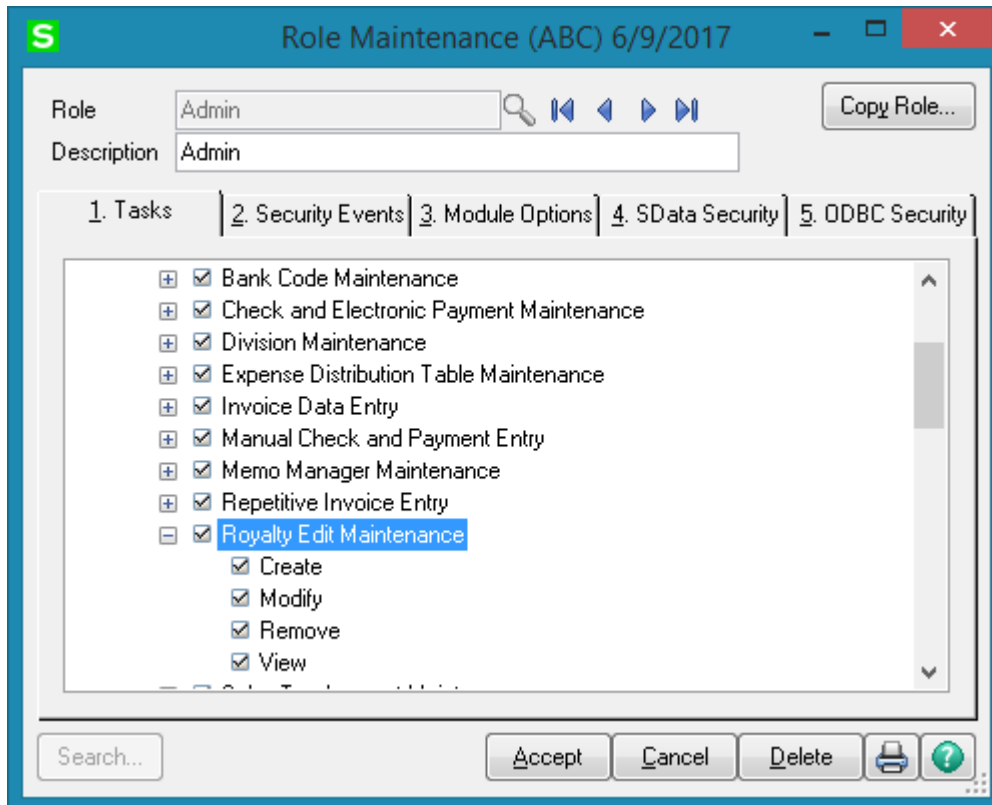 S
Role Maintenance (ABC) 6/9/2017
Role
Admin
Copy Role...
Description
Admin
1. Tasks
2. Security Events
3. Module Options
4. SData Security
5. ODBC Security
Bank Code Maintenance
Check and Electronic Payment Maintenance
Division Maintenance
Expense Distribution Table Maintenance
Invoice Data Entry
Manual Check and Payment Entry
Memo Manager Maintenance
Repetitive Invoice Entry
Royalty Edit Maintenance
Create
Modify
Remove
View
Search...
Accept
Cancel
Delete
?